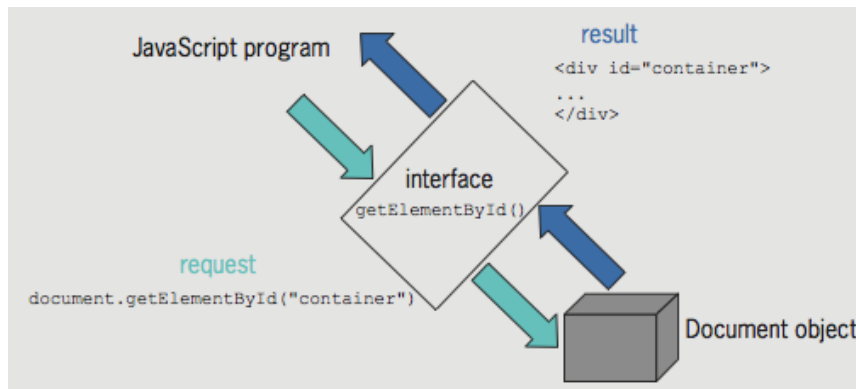 JavaScript program
result
<div id="container">
...
</div>
interface
getElementById()
request
document.getElementById("container")
Document object